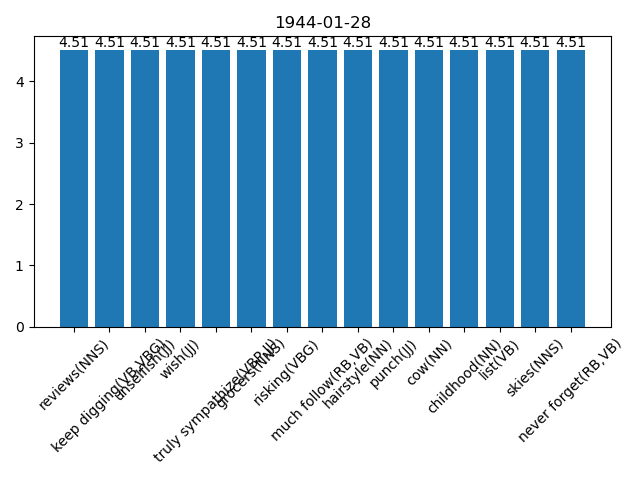 1944-01-28
4.51 4.51 4.51 4.51 4.51 4.51 4.51 4.51 4.51 4.51 4.51 4.51 4.51 4.51 4.51
4
3
2
1
0
reviews(NNS)
keep digging(VB,VBG)
unselfish(JJ)
wish(JJ)
truly sympathize
grocers(NNS)
risking(VBG)
much follow(RB,VB)
hairstyle(NN)
punch(JJ)
cow(NN)
childhood(NN)
list(VB)
skies(NNS)
never forget(RB,VB)